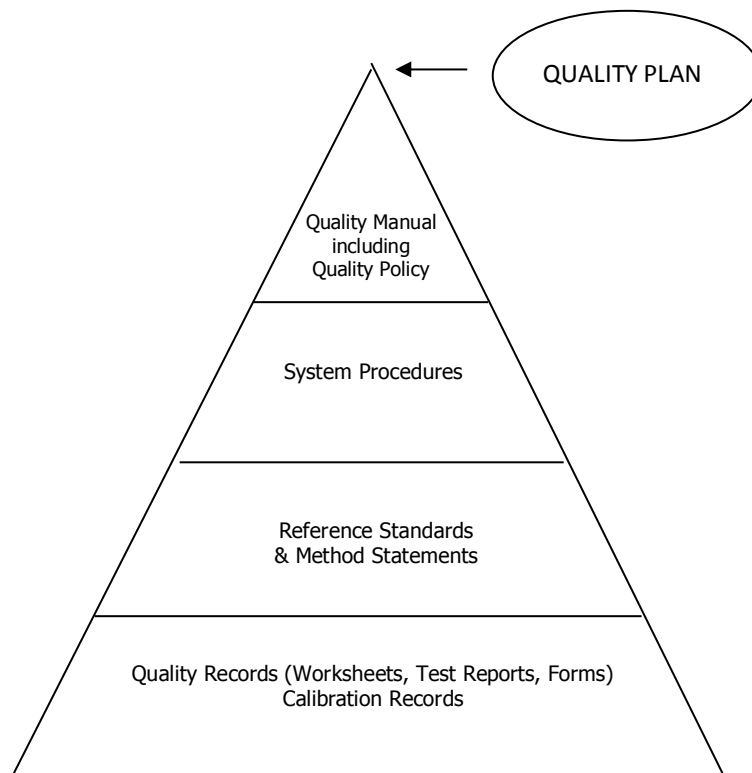 QUALITY PLAN
Quality Manual
including
Quality Policy
System Procedures
Reference Standards
& Method Statements
Quality Records (Worksheets, Test Reports, Forms)
Calibration Records